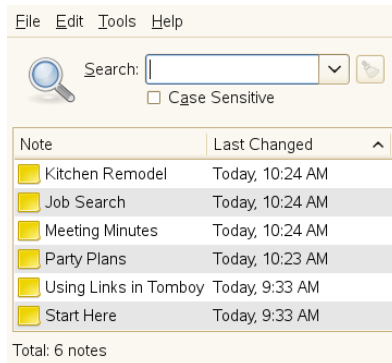 File Edit Tools Help
Search:
Case Sensitive
Note Last Changed
Kitchen Remodel Today, 10:24 AM
Job Search Today, 10:24 AM
Meeting Minutes Today, 10:24 AM
Party Plans Today, 10:23 AM
Using Links in Tomboy Today, 9:33 AM
Start Here Today, 9:33 AM
Total: 6 notes